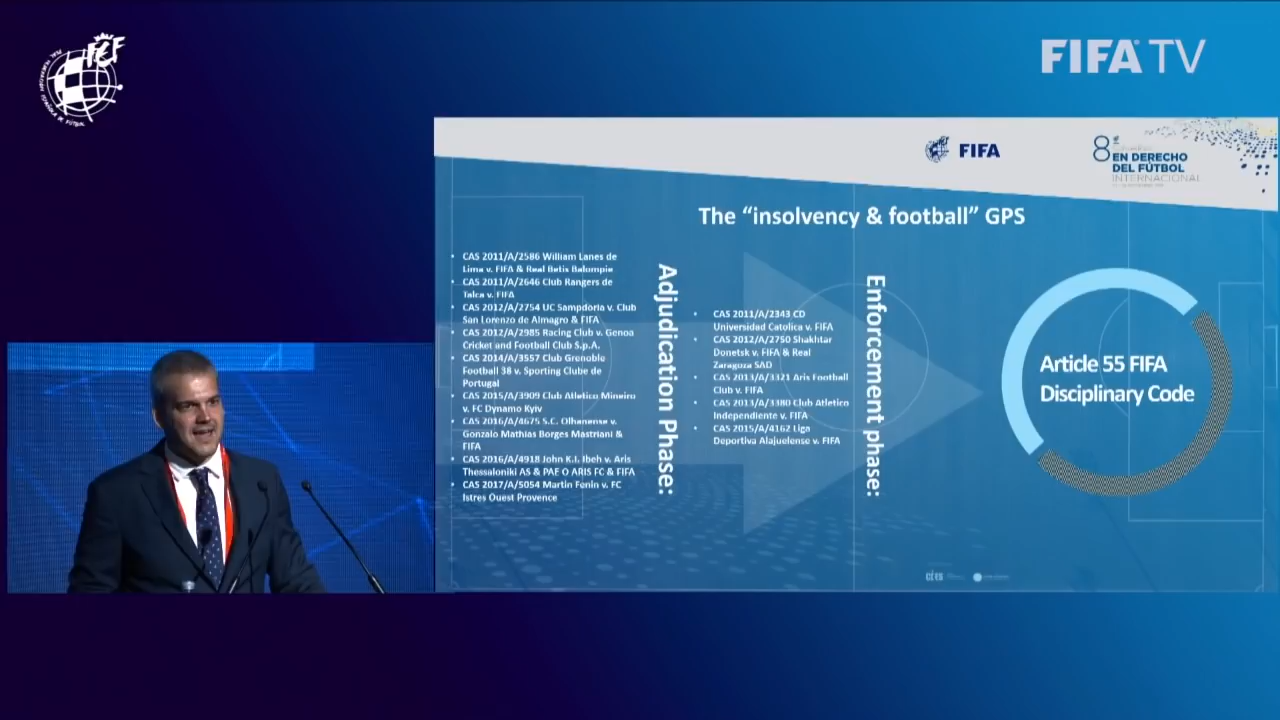 FIFA TV
FIFA
8º
CONGRESO
EN DERECHO
DEL FÚTBOL
INTERNACIONAL
The “insolvency & football” GPS
• CAS 2011/A/2586 William Lanes de
Lima v. FIFA & Real Betis Balompie
• CAS 2011/A/2646 Club Rangers de
Talca v. FIFA
• CAS 2012/A/2754 UC Sampdoria v. Club
San Lorenzo de Almagro & FIFA
• CAS 2012/A/2985 Racing Club v. Genoa
Cricket and Football Club S.p.A.
• CAS 2014/A/3557 Club Grenoble
Football 38 v. Sporting Clube de
Portugal
• CAS 2015/A/3909 Club Atletico Mineiro
v. FC Dynamo Kyiv
• CAS 2016/A/4675 S.C. Olhanense v.
Gonzalo Mathias Borges Mastriani &
FIFA
• CAS 2016/A/4918 John K.I. Ibeh v. Aris
Thessaloniki AS & PAE O ARIS FC & FIFA
• CAS 2017/A/5054 Martin Fenin v. FC
Istres Ouest Provence
Adjudication Phase:
• CAS 2011/A/2343 CD
Universidad Catolica v. FIFA
• CAS 2012/A/2750 Shakhtar
Donetsk v. FIFA & Real
Zaragoza SAD
• CAS 2013/A/3321 Aris Football
Club v. FIFA
• CAS 2013/A/3380 Club Atletico
Independiente v. FIFA
• CAS 2015/A/4162 Liga
Deportiva Alajuelense v. FIFA
Enforcement phase:
Article 55 FIFA
Disciplinary Code
CIES